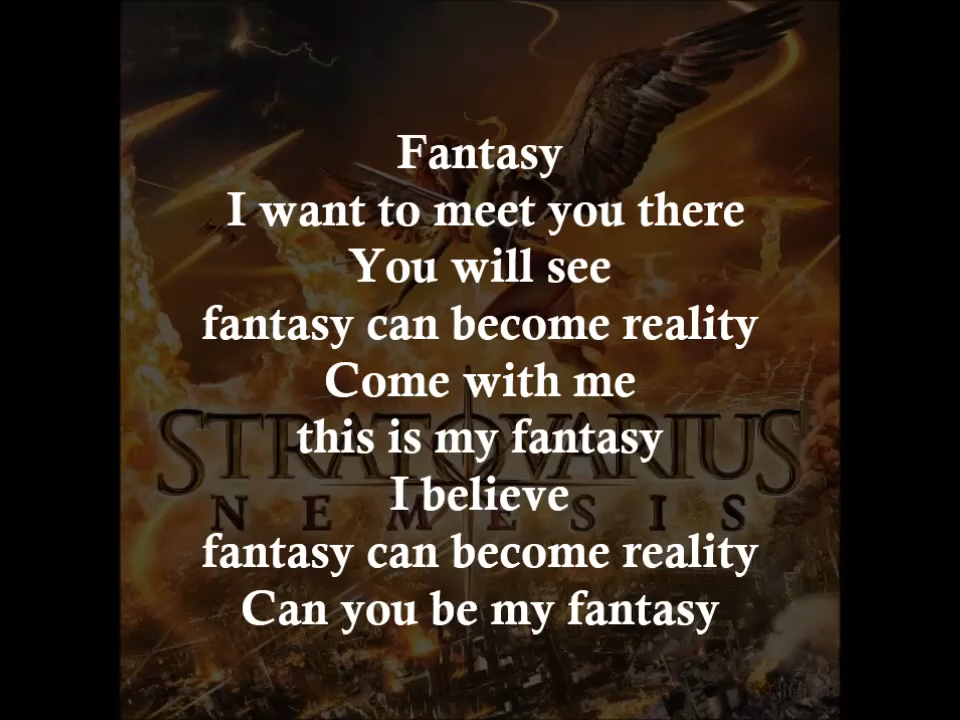 Fantasy
I want to meet you there
You will see
fantasy can become reality
Come with me
this is my fantasy
STRATOVARIUS
I believe
NEMESIS
fantasy can become reality
Can you be my fantasy